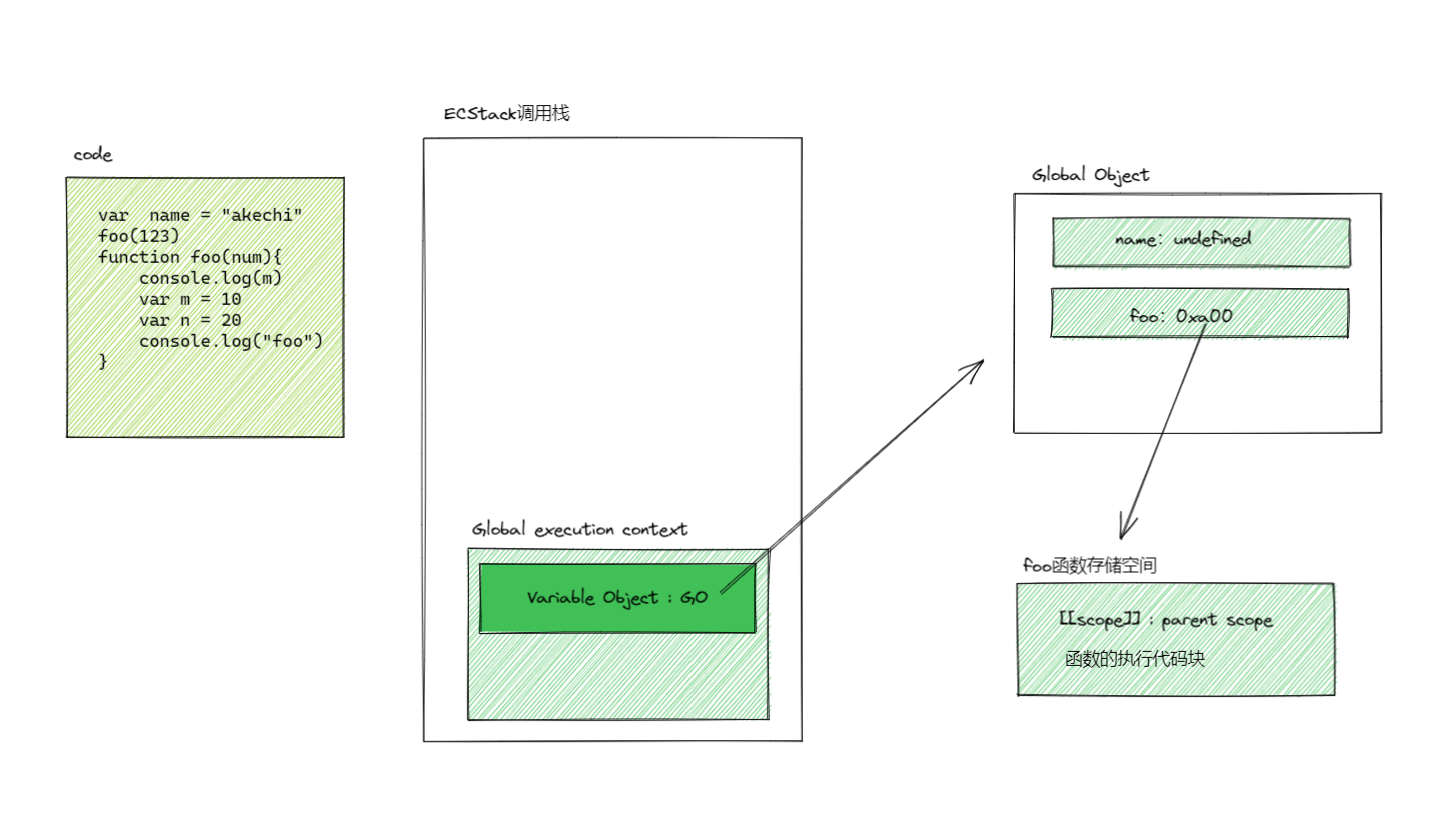 code
var  name = "akechi"
foo(123)
function foo(num){
    console.log(m)
    var m = 10
    var n = 20
    console.log("foo")
}
ECStack调用栈
Global execution context
Variable Object : GO
Global Object
name: undefined
foo: 0xa00
foo函数存储空间
[[scope]] : parent scope
函数的执行代码块